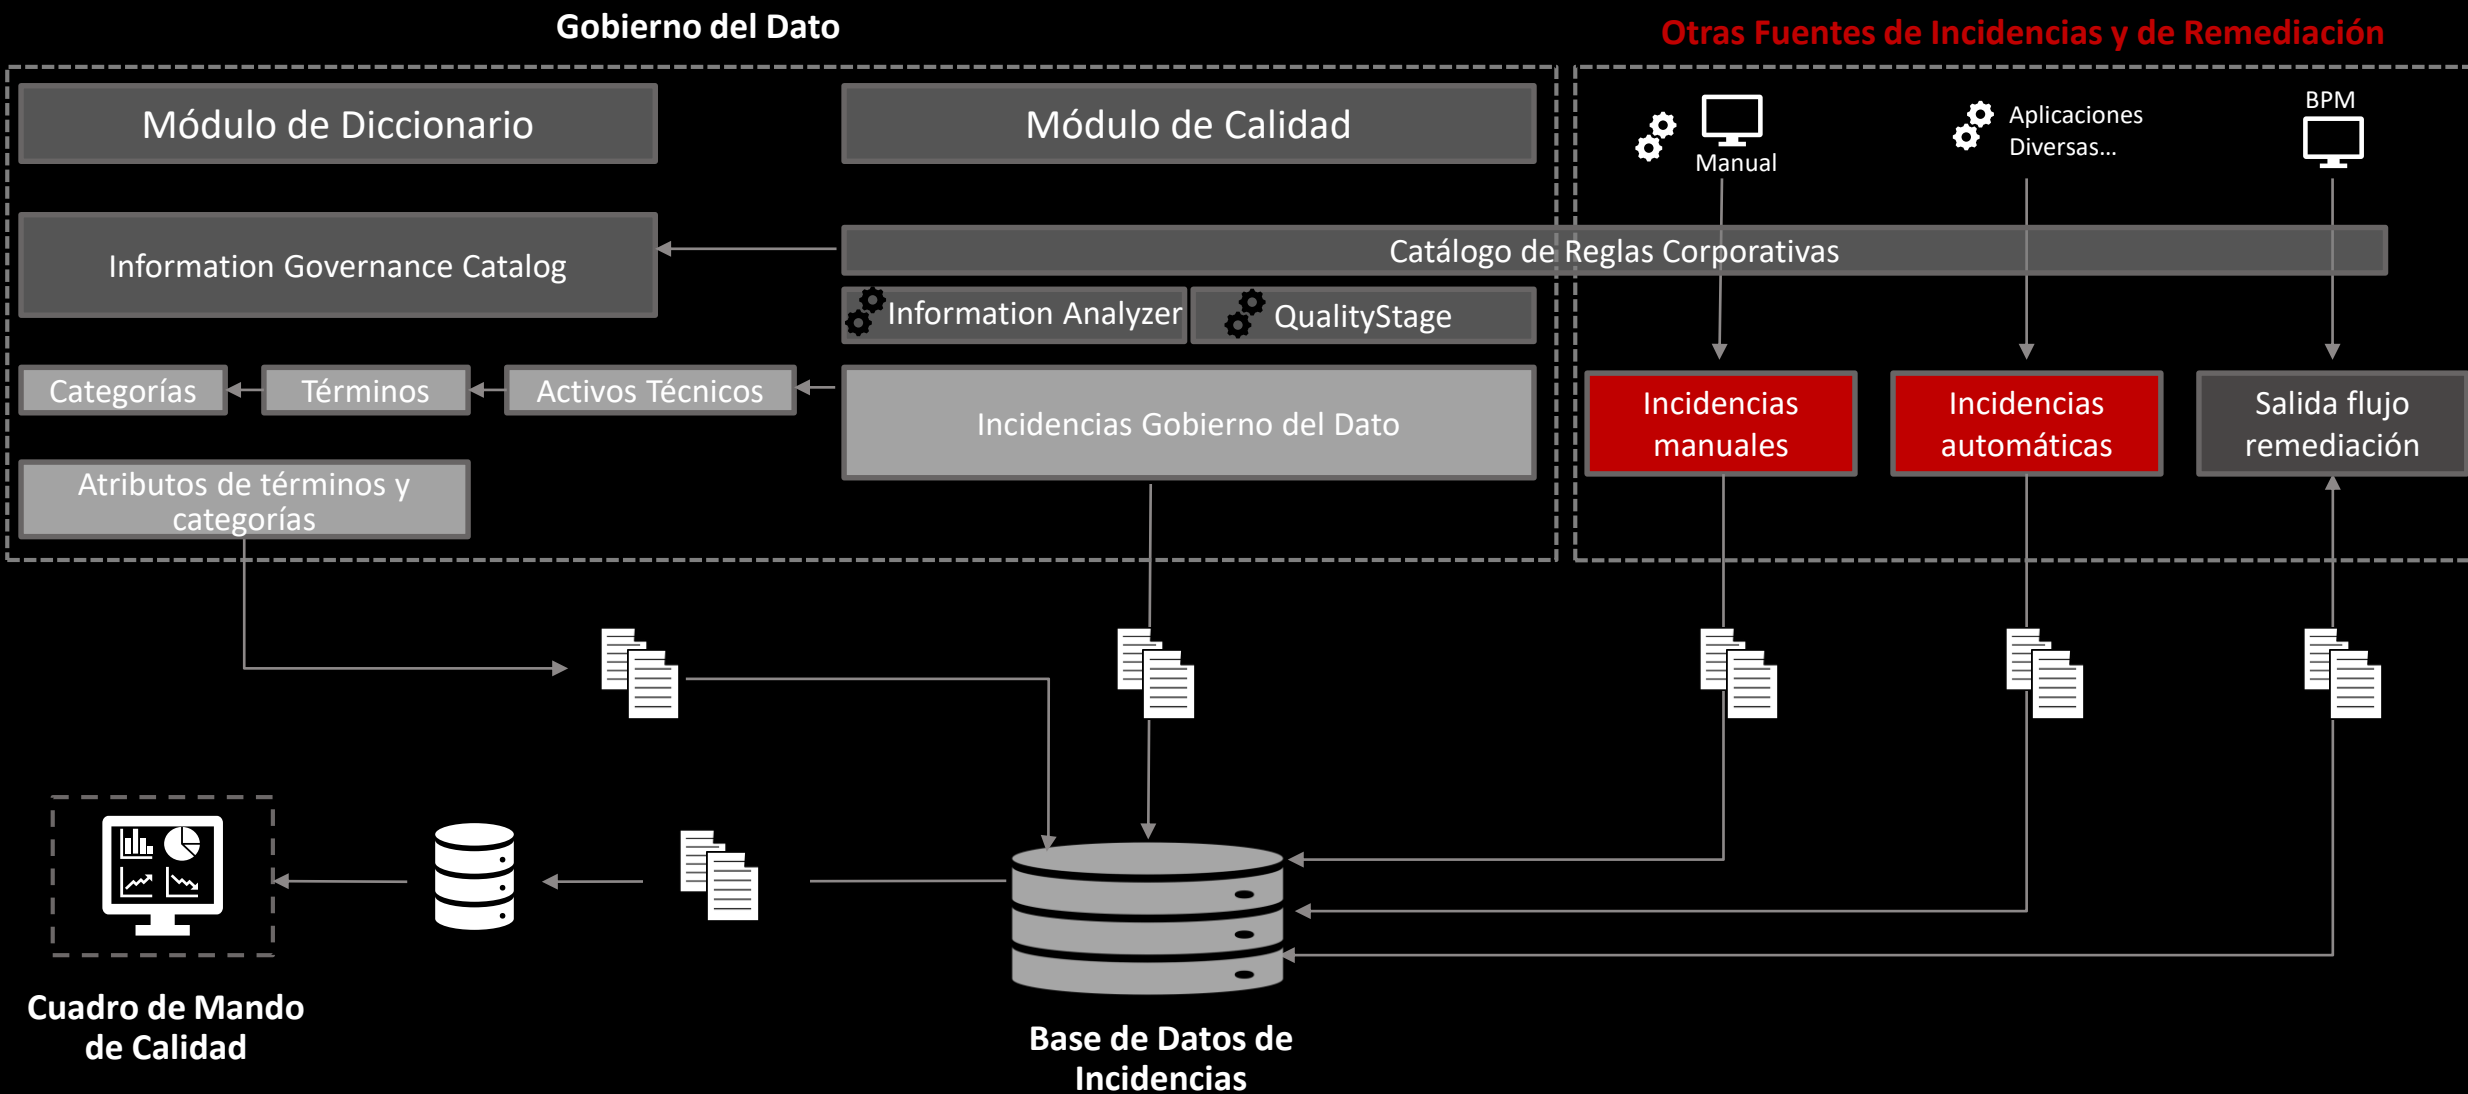 Gobierno del Dato
Otras Fuentes de Incidencias y de Remediación
Módulo de Diccionario
Módulo de Calidad
Manual
Aplicaciones
Diversas...
BPM
Information Governance Catalog
Catálogo de Reglas Corporativas
Information Analyzer
QualityStage
Categorías
Términos
Activos Técnicos
Incidencias Gobierno del Dato
Incidencias
manuales
Incidencias
automáticas
Salida flujo
remediación
Atributos de términos y
categorías
Cuadro de Mando
de Calidad
Base de Datos de
Incidencias